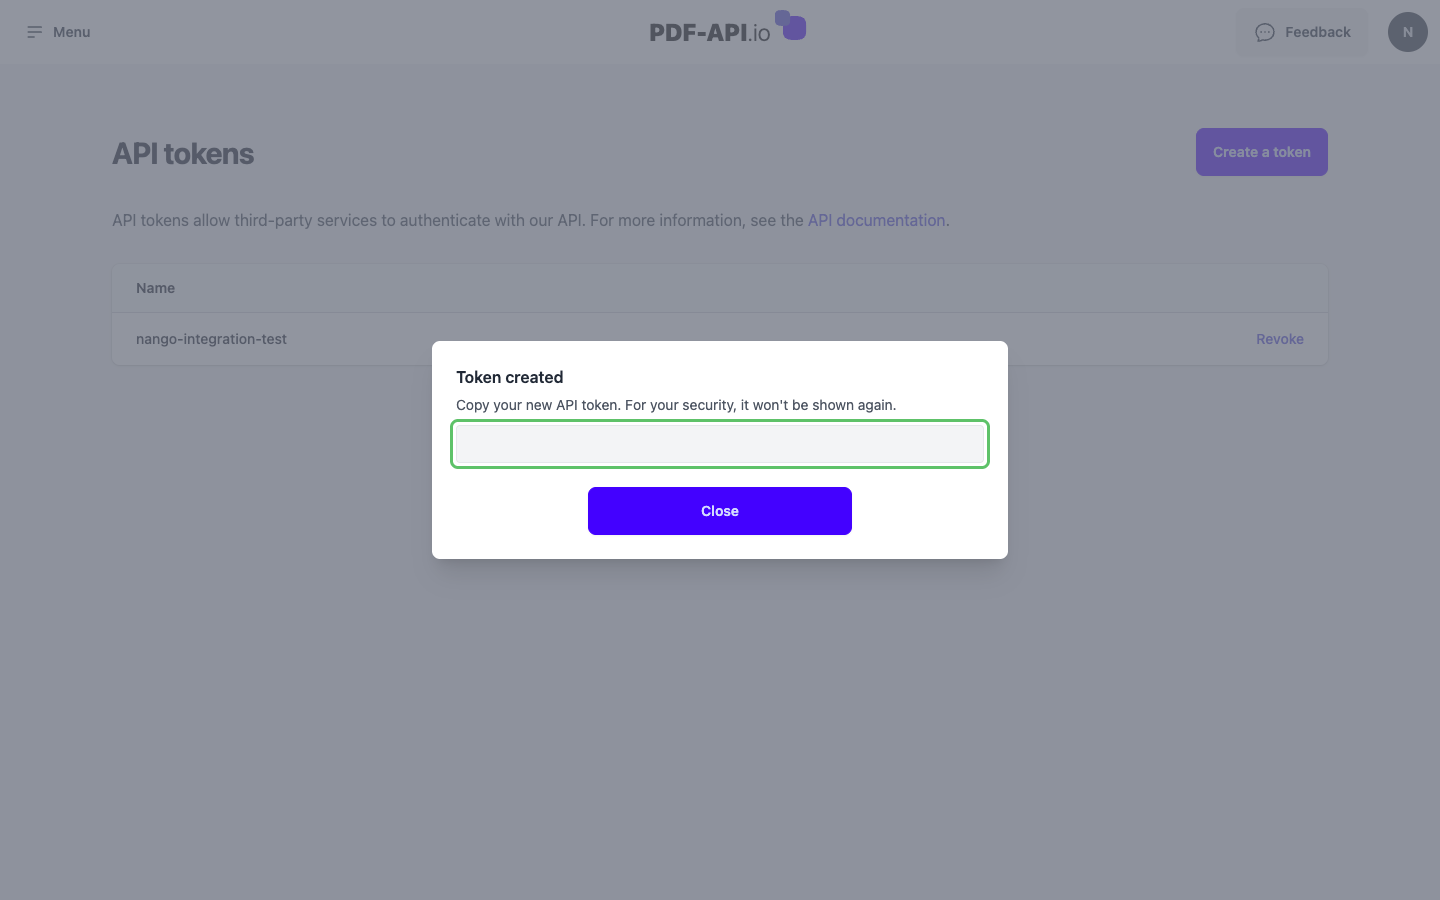 Menu
PDF-API.io
Feedback
N
API tokens
Create a token
API tokens allow third-party services to authenticate with our API. For more information, see the API documentation.
Name
nango-integration-test
Revoke
Token created
Copy your new API token. For your security, it won't be shown again.
Close